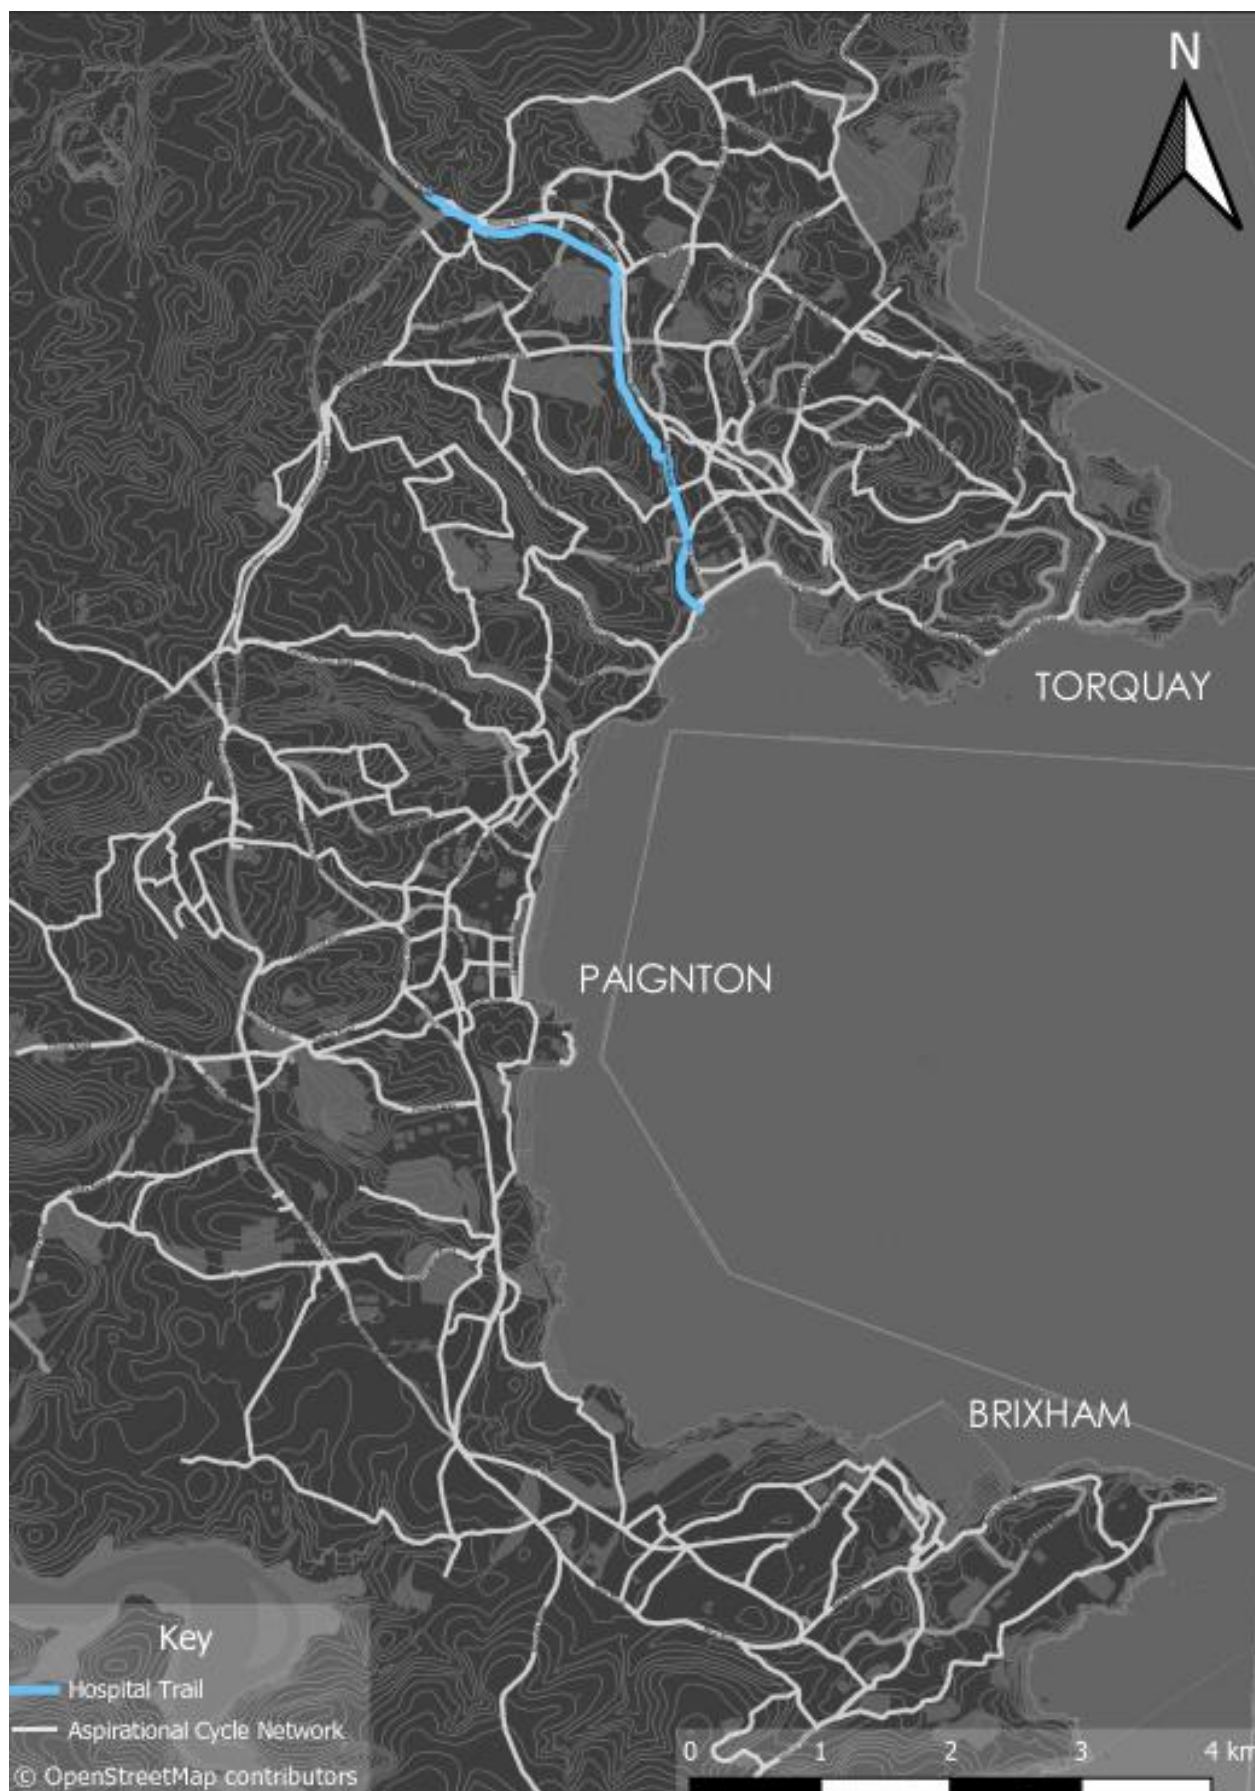 N
TORQUAY
PAIGNTON
BRIXHAM
Key
Hospital Trail
Aspirational Cycle Network
© OpenStreetMap contributors
0 1 2 3 4 km